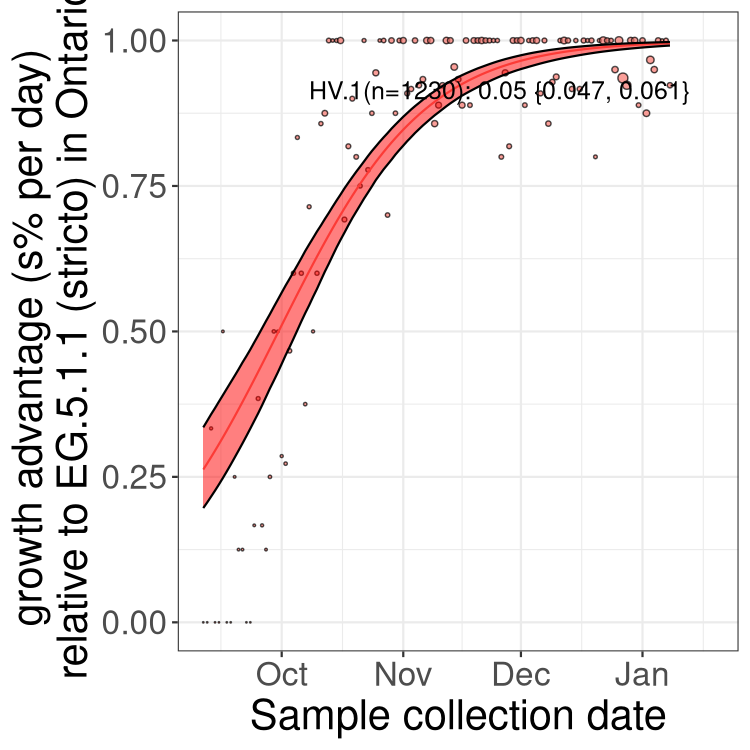 growth advantage (s% per day)
relative to EG.5.1.1 (stricto) in Ontario
1.00
0.75
0.50
0.25
0.00
HV.1(n=1230): 0.05 {0.047, 0.061}
Oct Nov Dec Jan
Sample collection date